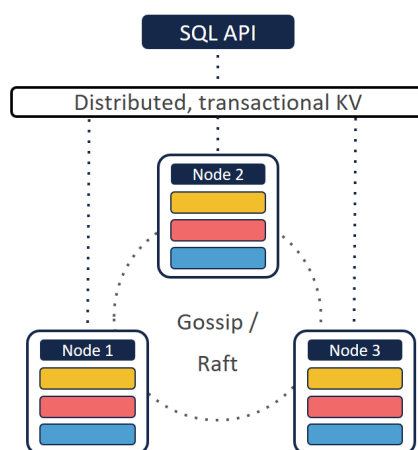 SQL API
Distributed, transactional KV
Node 2
Gossip /
Raft
Node 1
Node 3